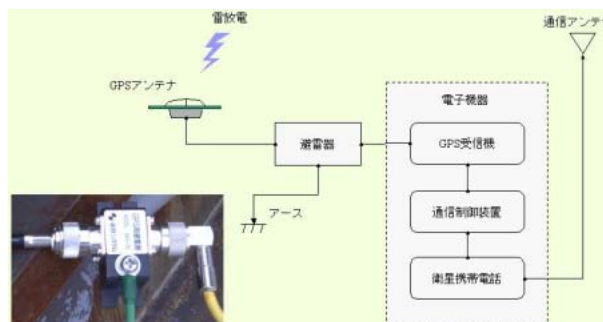 雷放電
通信アンテナ
GPSアンテナ
電子機器
避雷器
GPS受信機
アース
通信制御装置
衛星携帯電話